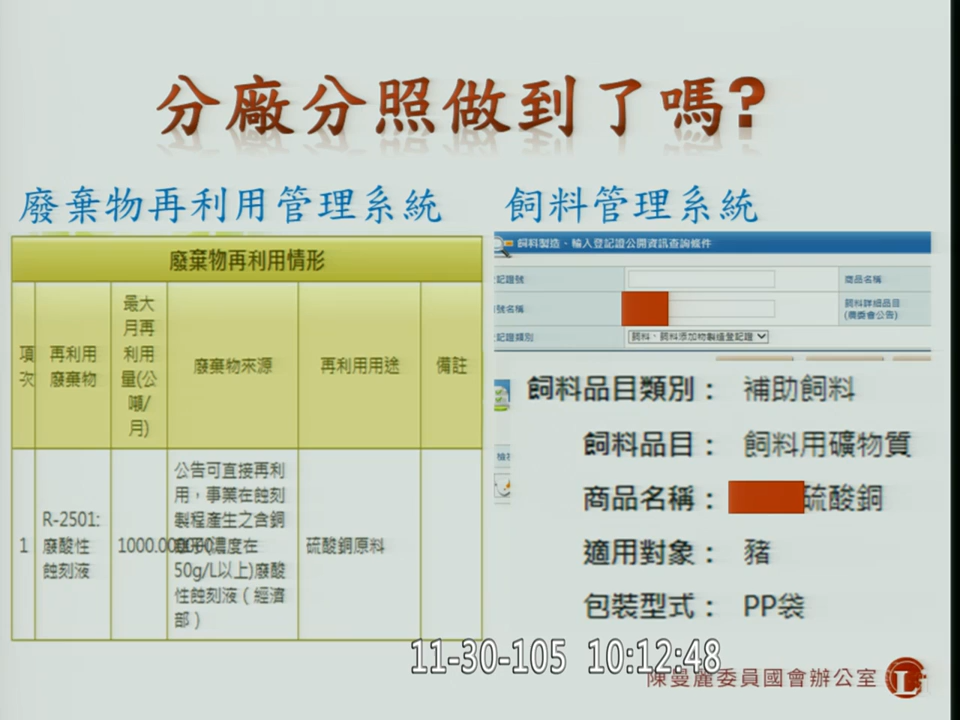 分廠分照做到了嗎?
廢棄物再利用管理系統
飼料管理系統
廢棄物再利用情形
項次
再利用廢棄物
最大月再利用量(公噸/月)
廢棄物來源
再利用用途
備註
1
R-2501:
廢酸性
蝕刻液
1000.000000
公告可直接再利
用，事業在蝕刻
製程產生之含銅
濃度在
50g/L以上)廢酸
性蝕刻液（經濟
部）
硫酸銅原料
飼料製造、輸入登記證公開資訊查詢條件
記證號
商品名稱
號名稱
飼料詳細品目
(農委會公告)
記證類別
飼料、飼料添加物製造登記證
飼料品目類別： 補助飼料
飼料品目： 飼料用礦物質
商品名稱： 硫酸銅
適用對象： 豬
包裝型式： PP袋
11-30-105 10:12:48
陳曼麗委員國會辦公室